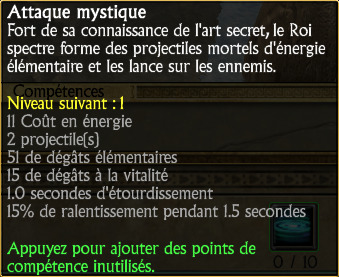 Attaque mystique
Fort de sa connaissance de l'art secret, le Roi
spectre forme des projectiles mortels d'énergie
élémentaire et les lance sur les ennemis.
Compétences
Niveau suivant : 1
11 Coût en énergie
2 projectile(s)
51 de dégâts élémentaires
15 de dégâts à la vitalité
1.0 secondes d'étourdissement
15% de ralentissement pendant 1.5 secondes
Appuyez pour ajouter des points de
compétence inutilisés.
0 / 10